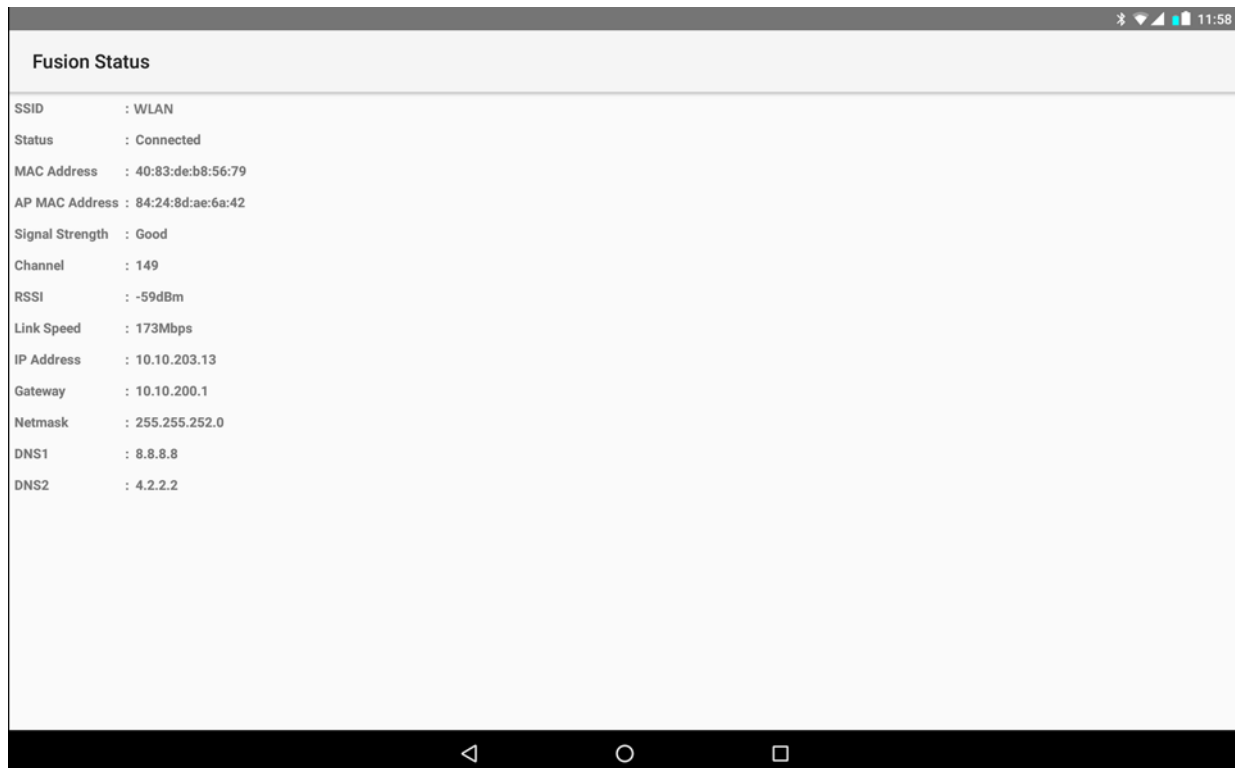 11:58
Fusion Status
SSID : WLAN
Status : Connected
MAC Address : 40:83:de:b8:56:79
AP MAC Address : 84:24:8d:ae:6a:42
Signal Strength : Good
Channel : 149
RSSI : -59dBm
Link Speed : 173Mbps
IP Address : 10.10.203.13
Gateway : 10.10.200.1
Netmask : 255.255.252.0
DNS1 : 8.8.8.8
DNS2 : 4.2.2.2